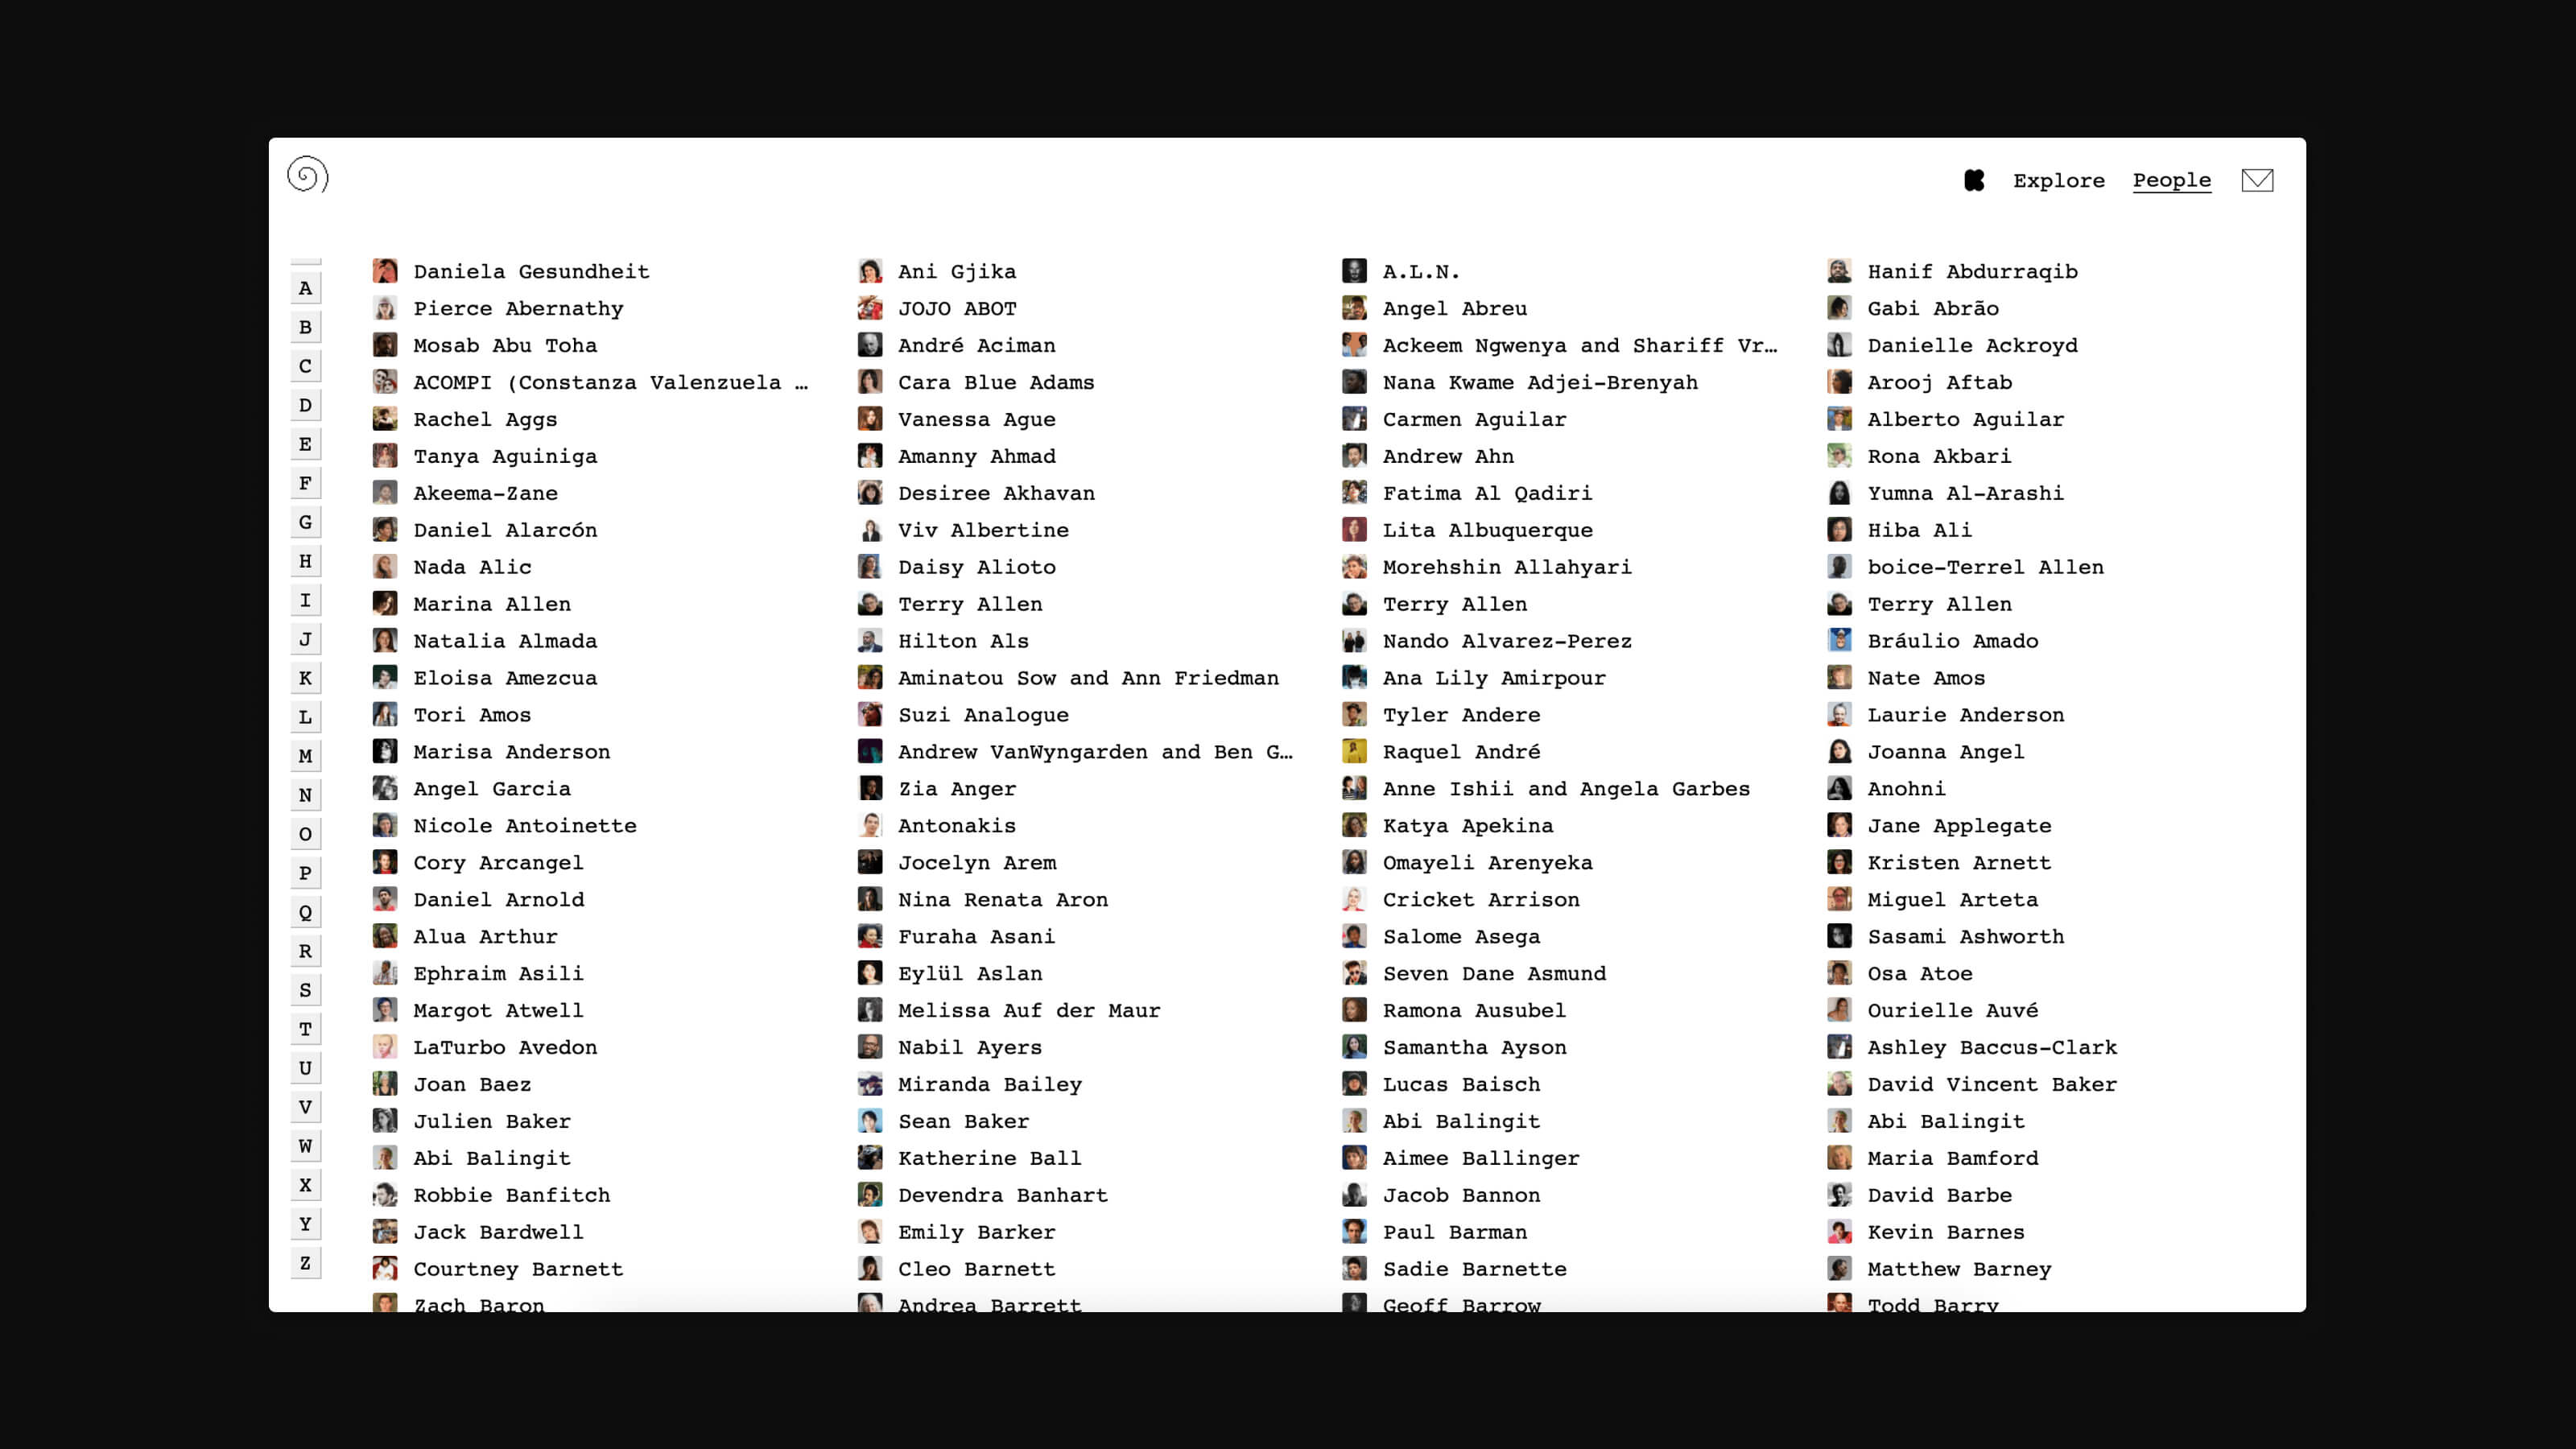 Explore People
A
B
C
D
E
F
G
H
I
J
K
L
M
N
O
P
Q
R
S
T
U
V
W
X
Y
Z
Daniela Gesundheit Ani Gjika A.L.N. Hanif Abdurraqib
Pierce Abernathy JOJO ABOT Angel Abreu Gabi Abrão
Mosab Abu Toha André Aciman Ackeem Ngwenya and Shariff Vr… Danielle Ackroyd
ACOMPI (Constanza Valenzuela … Cara Blue Adams Nana Kwame Adjei-Brenyah Arooj Aftab
Rachel Aggs Vanessa Ague Carmen Aguilar Alberto Aguilar
Tanya Aguiniga Amanny Ahmad Andrew Ahn Rona Akbari
Akeema-Zane Desiree Akhavan Fatima Al Qadiri Yumna Al-Arashi
Daniel Alarcón Viv Albertine Lita Albuquerque Hiba Ali
Nada Alic Daisy Alioto Morehshin Allahyari boice-Terrel Allen
Marina Allen Terry Allen Terry Allen Terry Allen
Natalia Almada Hilton Als Nando Alvarez-Perez Bráulio Amado
Eloisa Amezcua Aminatou Sow and Ann Friedman Ana Lily Amirpour Nate Amos
Tori Amos Suzi Analogue Tyler Andere Laurie Anderson
Marisa Anderson Andrew VanWyngarden and Ben G… Raquel André Joanna Angel
Angel Garcia Zia Anger Anne Ishii and Angela Garbes Anohni
Nicole Antoinette Antonakis Katya Apekina Jane Applegate
Cory Arcangel Jocelyn Arem Omayeli Arenyeka Kristen Arnett
Daniel Arnold Nina Renata Aron Cricket Arrison Miguel Arteta
Alua Arthur Furaha Asani Salome Asega Sasami Ashworth
Ephraim Asili Eylül Aslan Seven Dane Asmund Osa Atoe
Margot Atwell Melissa Auf der Maur Ramona Ausubel Ourielle Auvé
LaTurbo Avedon Nabil Ayers Samantha Ayson Ashley Baccus-Clark
Joan Baez Miranda Bailey Lucas Baisch David Vincent Baker
Julien Baker Sean Baker Abi Balingit Abi Balingit
Abi Balingit Katherine Ball Aimee Ballinger Maria Bamford
Robbie Banfitch Devendra Banhart Jacob Bannon David Barbe
Jack Bardwell Emily Barker Paul Barman Kevin Barnes
Courtney Barnett Cleo Barnett Sadie Barnette Matthew Barney
Zach Baron Andrea Barrett Geoff Barrow Todd Barry